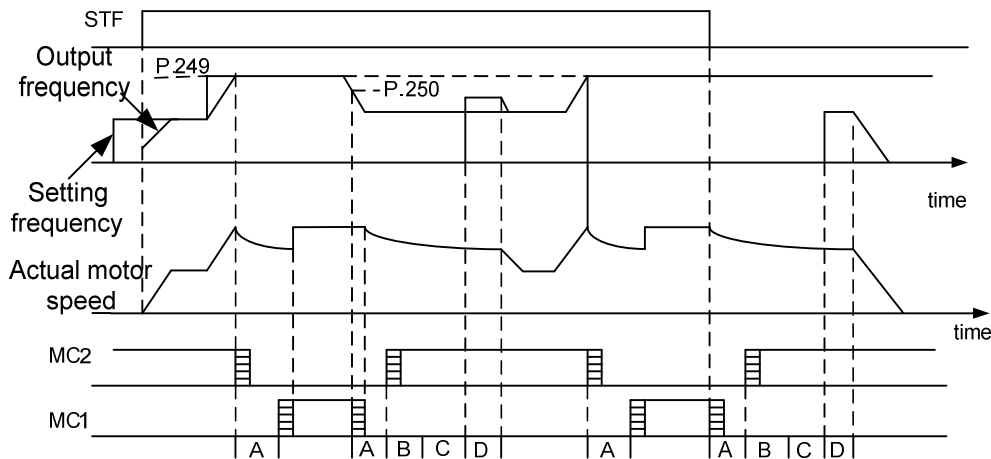 STF
Output
frequency
P.249
P.250
Setting
frequency
time
Actual motor
speed
time
MC2
MC1
A A B C D A A B C D